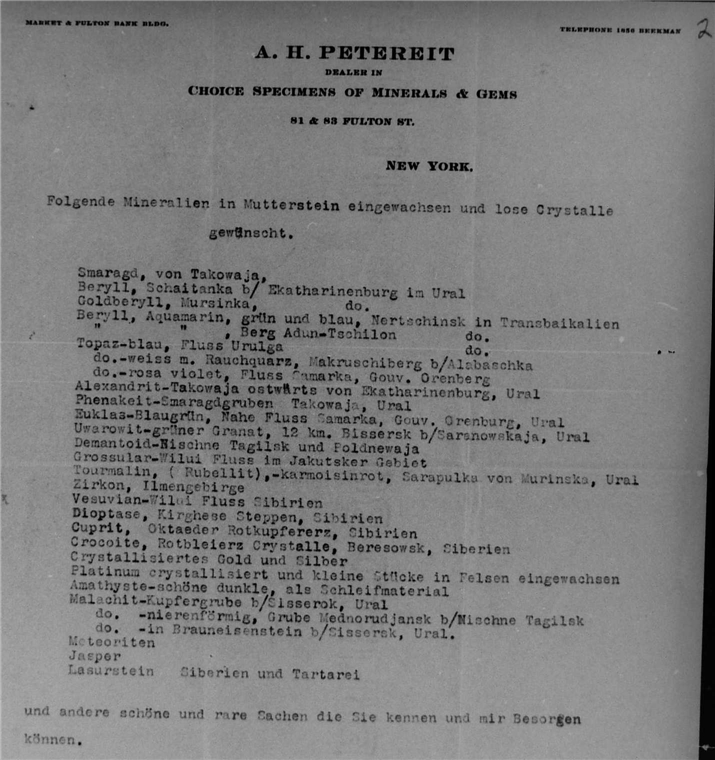 MARKET & FULTON BANK BLDG.
TELEPHONE 1856 BEEKMAN
2
A. H. PETEREIT
DEALER IN
CHOICE SPECIMENS OF MINERALS & GEMS
81 & 83 FULTON ST.
NEW YORK.
Folgende Mineralien in Mutterstein eingewachsen und lose Crystalle
gewünscht.
Smaragd, von Takowaja,
Beryll, Schaitanka b/ Ekatharinenburg im Ural
Goldberyll, Mursinka, do.
Beryll, Aquamarin, grün und blau, Nertschinsk in Transbaikalien
" " , Berg Adun-Tschilon do.
Topaz-blau, Fluss Urulga do.
do.-weiss m. Rauchquarz, Makruschiberg b/Alabaschka
do.-rosa violet, Fluss Samarka, Gouv. Orenberg
Alexandrit-Takowaja ostwärts von Ekatharinenburg, Ural
Phenakeit-Smaragdgruben Takowaja, Ural
Euklas-Blaugrün, Nahe Fluss Samarka, Gouv. Orenburg, Ural
Uwarowit-grüner Granat, 12 km. Bissersk b/Saranowskaja, Ural
Demantoid-Nischne Tagilsk und Poldnewaja
Grossular-Wilui Fluss im Jakutsker Gebiet
Tourmalin, ( Rubellit),-karmoisinrot, Sarapulka von Murinska, Ural
Zirkon, Ilmengebirge
Vesuvian-Wilui Fluss Sibirien
Dioptase, Kirghese Steppen, Sibirien
Cuprit, Oktaeder Rotkupfererz, Sibirien
Crocoite, Rotbleierz Crystalle, Beresowsk, Siberien
Crystallisiertes Gold und Silber
Platinum crystallisiert und kleine Stücke in Felsen eingewachsen
Amathyste-schöne dunkle, als Schleifmaterial
Malachit-Kupfergrube b/Sisserok, Ural
do. -nierenförmig, Grube Mednorudjansk b/Nischne Tagilsk
do. -in Brauneisenstein b/Sissersk, Ural.
Meteoriten
Jasper
Lasurstein Siberien und Tartarei
und andere schöne und rare Sachen die Sie kennen und mir Besorgen
können.